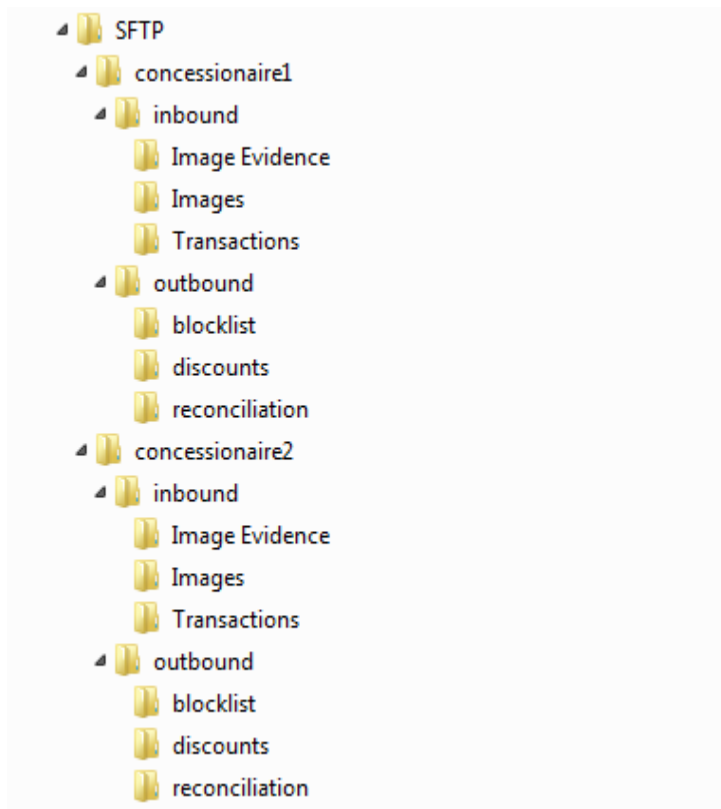 SFTP
concessionaire1
inbound
Image Evidence
Images
Transactions
outbound
blocklist
discounts
reconciliation
concessionaire2
inbound
Image Evidence
Images
Transactions
outbound
blocklist
discounts
reconciliation